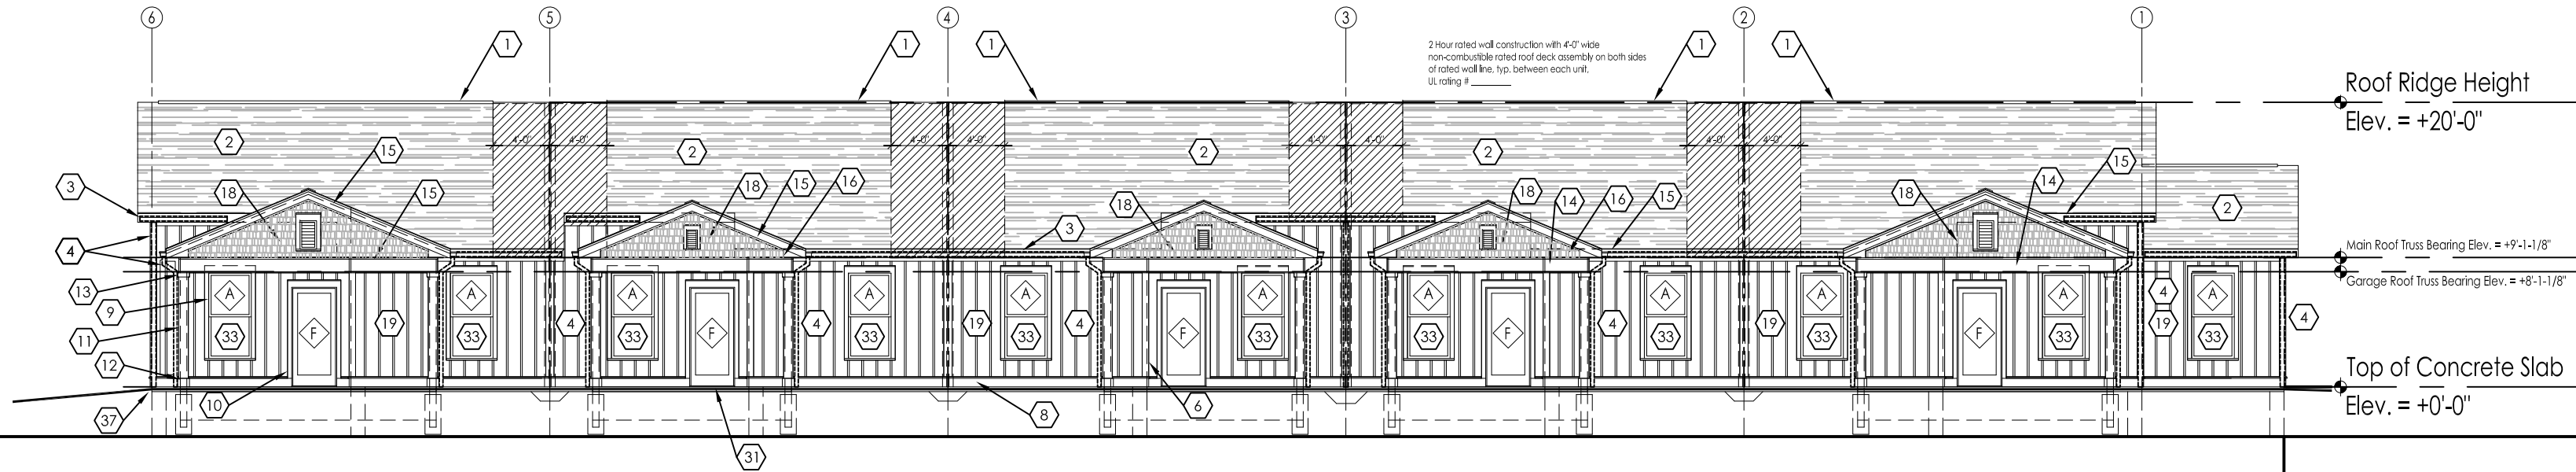 6 5 4 3 2 1
1 1 1 1 1
2 Hour rated wall construction with 4'-0" wide
non-combustible rated roof deck assembly on both sides
of rated wall line, typ. between each unit,
UL rating # ________
Roof Ridge Height
Elev. = +20'-0"
4'-0" 4'-0" 4'-0" 4'-0" 4'-0" 4'-0" 4'-0" 4'-0"
2 15 2 2 2 15
3 18 15 18 15 16 18 18 14 16 15 18 14 2
4 3
Main Roof Truss Bearing Elev. = +9'-1-1/8"
Garage Roof Truss Bearing Elev. = +8'-1-1/8"
13 A A A A A A A A A 4 A
9
11 33 F 19 33 4 33 F 4 33 19 33 4 F 33 33 F 4 33 19 33 F 33 19 33 4
12
Top of Concrete Slab
Elev. = +0'-0"
37 10 31 8 6